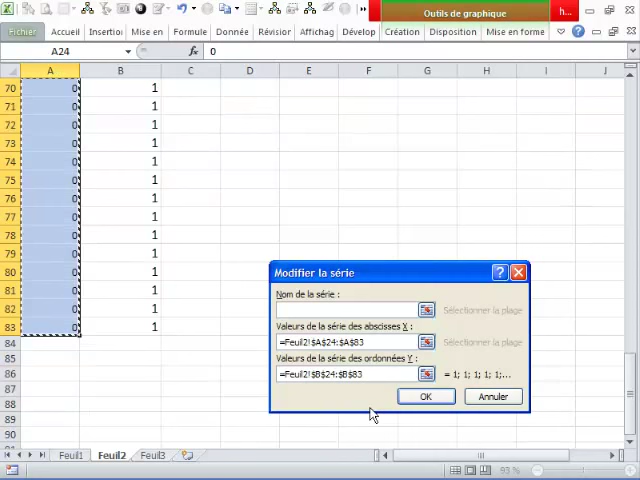 Outils de graphique
h...
Fichier Accueil Insertio Mise en Formule Donnée Révisior Affichag Dévelop Création Disposition Mise en forme
A24 fx 0
A B C D E F G H I J
70 0 1
71 0 1
72 0 1
73 0 1
74 0 1
75 0 1
76 0 1
77 0 1
78 0 1
79 0 1
80 0 1
81 0 1
82 0 1
83 0 1
84
85
86
87
88
89
90
91
Modifier la série
Nom de la série :
Sélectionner la plage
Valeurs de la série des abscisses X :
=Feuil2!$A$24:$A$83 Sélectionner la plage
Valeurs de la série des ordonnées Y :
=Feuil2!$B$24:$B$83 = 1; 1; 1; 1; 1;...
OK Annuler
Feuil1 Feuil2 Feuil3
93 %